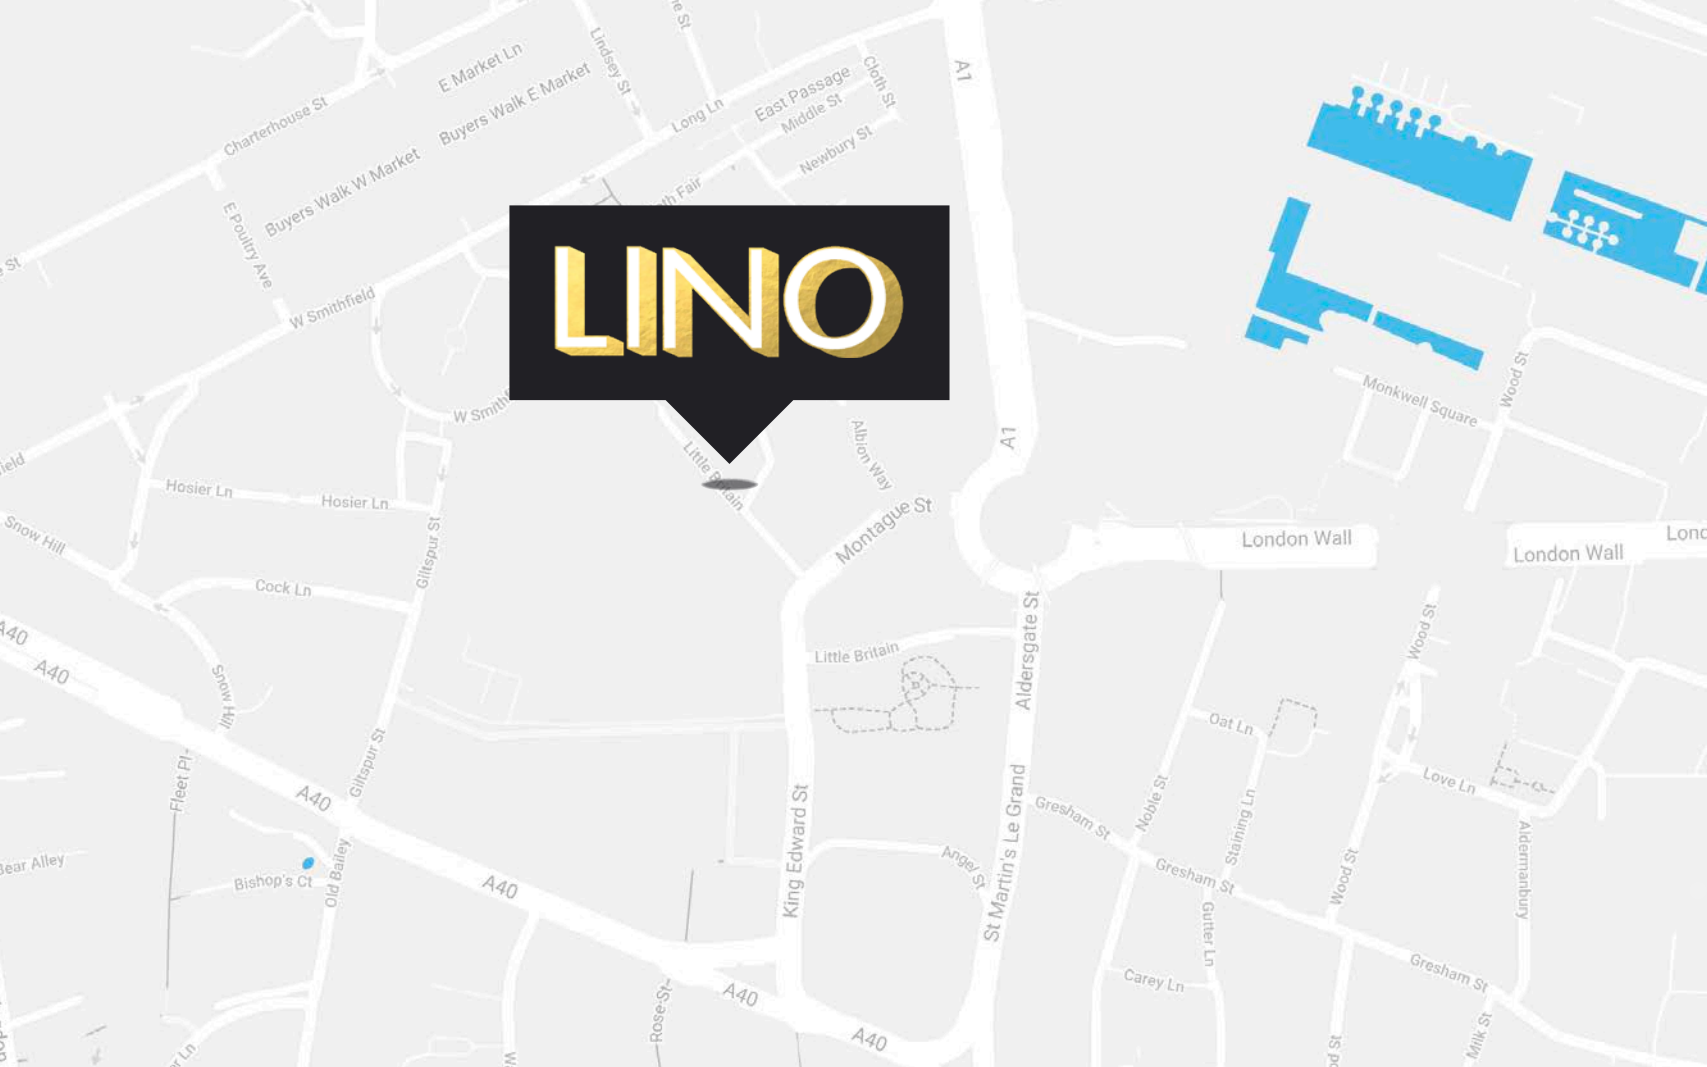 E Market Ln
Lindsey St
A1
Cloth St
Buyers Walk E Market
East Passage
Charterhouse St
Long Ln
Middle St
Newbury St
Buyers Walk W Market
Fair
E Poultry Ave
St
LINO
W Smithfield
W Smith
Wood St
Monkwell Square
A1
Albion Way
Little Britain
Hosier Ln
Hosier Ln
Montague St
Snow Hill
Giltspur St
London Wall
London Wall
Cock Ln
Aldersgate St
Wood St
A40
A40
Little Britain
Snow Hill
Oat Ln
Giltspur St
Fleet Pl
A40
Love Ln
Noble St
Gresham St
Staining Ln
St Martin's Le Grand
King Edward St
Angel St
Old Bailey
Bear Alley
Bishop's Ct
A40
Gresham St
Wood St
Aldermanbury
Gutter Ln
Carey Ln
Gresham St
A40
Rose St
A40
Milk St